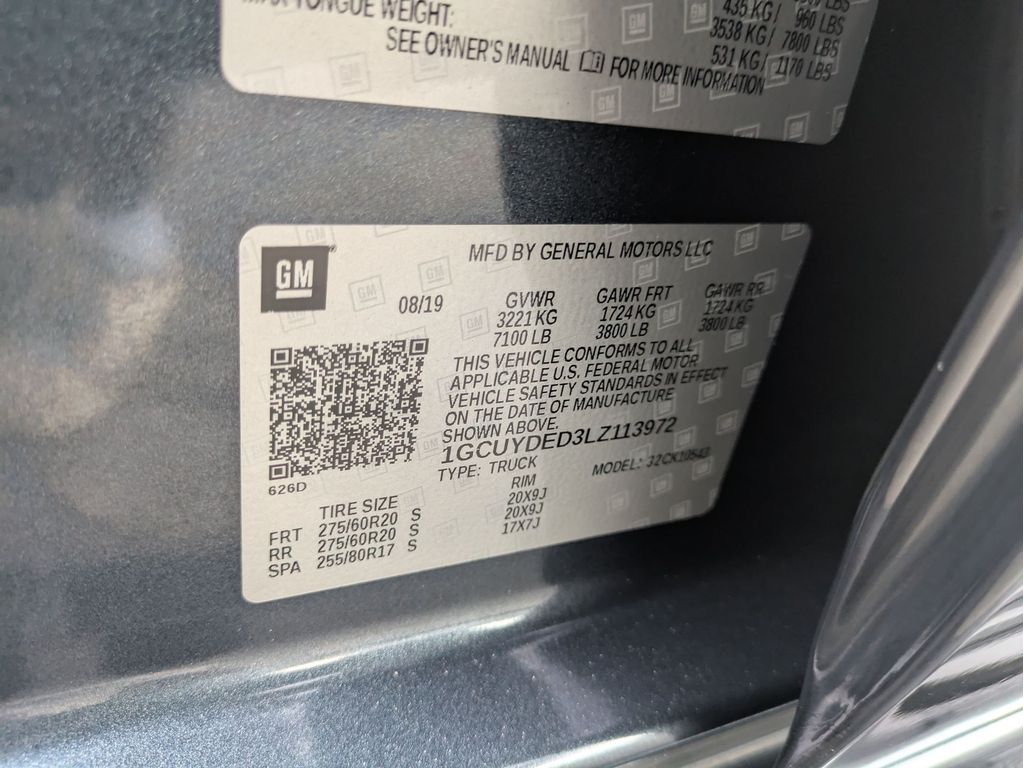 MAX TONGUE WEIGHT:
435 KG / 960 LBS
3538 KG / 7800 LBS
531 KG / 1170 LBS
SEE OWNER'S MANUAL FOR MORE INFORMATION
GM
MFD BY GENERAL MOTORS LLC
08/19
GVWR GAWR FRT GAWR RR
3221 KG 1724 KG 1724 KG
7100 LB 3800 LB 3800 LB
THIS VEHICLE CONFORMS TO ALL
APPLICABLE U.S. FEDERAL MOTOR
VEHICLE SAFETY STANDARDS IN EFFECT
ON THE DATE OF MANUFACTURE
SHOWN ABOVE.
1GCUYDED3LZ113972
TYPE: TRUCK MODEL: 32CK10543
626D
TIRE SIZE RIM
FRT 275/60R20 S 20X9J
RR 275/60R20 S 20X9J
SPA 255/80R17 S 17X7J